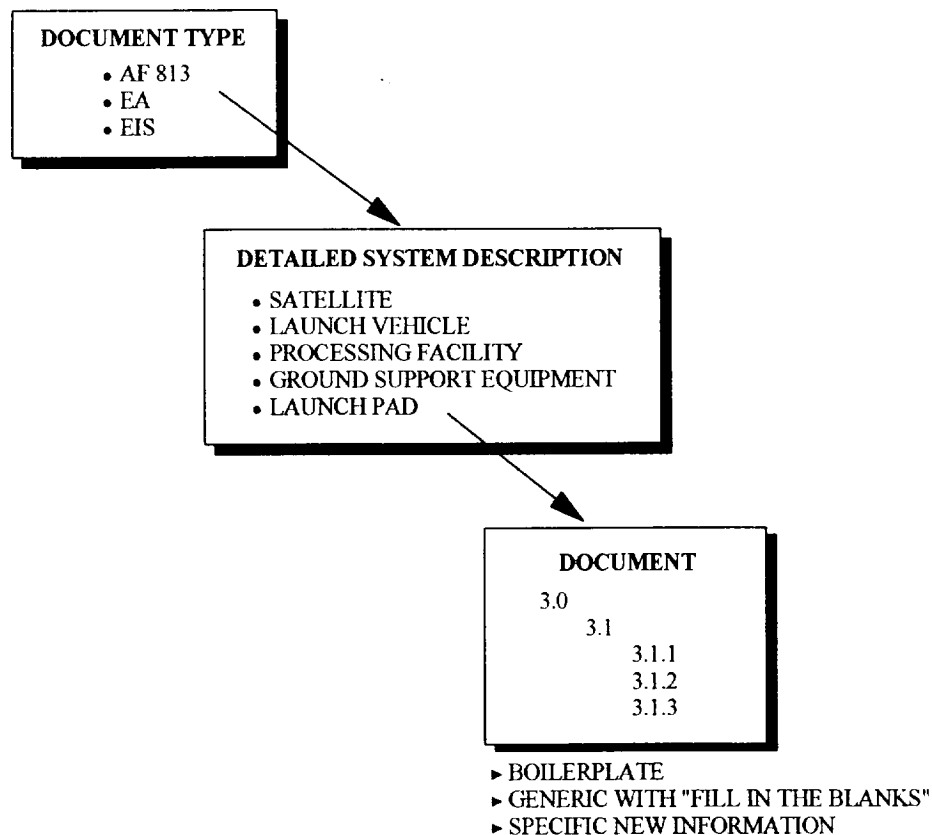 DOCUMENT TYPE
• AF 813
• EA
• EIS
DETAILED SYSTEM DESCRIPTION
• SATELLITE
• LAUNCH VEHICLE
• PROCESSING FACILITY
• GROUND SUPPORT EQUIPMENT
• LAUNCH PAD
DOCUMENT
3.0
3.1
3.1.1
3.1.2
3.1.3
► BOILERPLATE
► GENERIC WITH "FILL IN THE BLANKS"
► SPECIFIC NEW INFORMATION